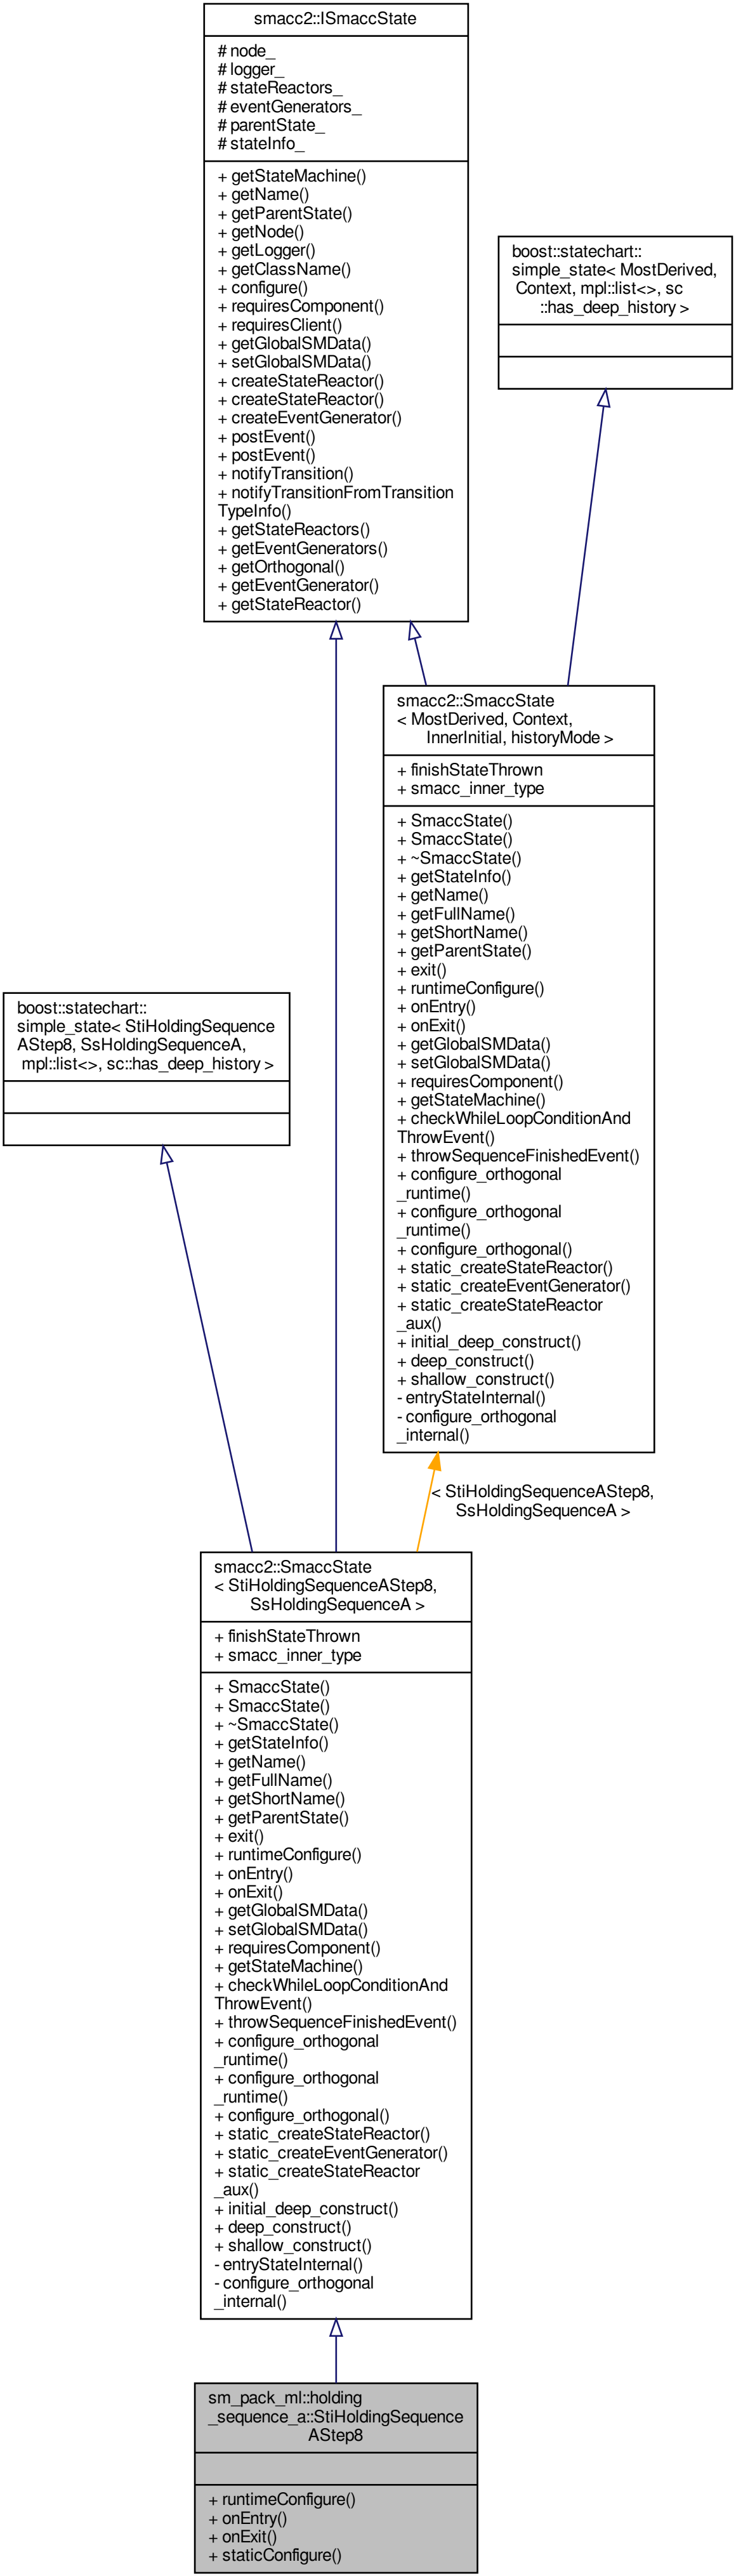 smacc2::ISmaccState
# node_
# logger_
# stateReactors_
# eventGenerators_
# parentState_
# stateInfo_
+ getStateMachine()
+ getName()
+ getParentState()
+ getNode()
+ getLogger()
+ getClassName()
+ configure()
+ requiresComponent()
+ requiresClient()
+ getGlobalSMData()
+ setGlobalSMData()
+ createStateReactor()
+ createStateReactor()
+ createEventGenerator()
+ postEvent()
+ postEvent()
+ notifyTransition()
+ notifyTransitionFromTransition
TypeInfo()
+ getStateReactors()
+ getEventGenerators()
+ getOrthogonal()
+ getEventGenerator()
+ getStateReactor()
boost::statechart::
simple_state< MostDerived,
Context, mpl::list<>, sc
::has_deep_history >
smacc2::SmaccState
< MostDerived, Context,
InnerInitial, historyMode >
+ finishStateThrown
+ smacc_inner_type
+ SmaccState()
+ SmaccState()
+ ~SmaccState()
+ getStateInfo()
+ getName()
+ getFullName()
+ getShortName()
+ getParentState()
+ exit()
+ runtimeConfigure()
+ onEntry()
+ onExit()
+ getGlobalSMData()
+ setGlobalSMData()
+ requiresComponent()
+ getStateMachine()
+ checkWhileLoopConditionAnd
ThrowEvent()
+ throwSequenceFinishedEvent()
+ configure_orthogonal
_runtime()
+ configure_orthogonal
_runtime()
+ configure_orthogonal()
+ static_createStateReactor()
+ static_createEventGenerator()
+ static_createStateReactor
_aux()
+ initial_deep_construct()
+ deep_construct()
+ shallow_construct()
- entryStateInternal()
- configure_orthogonal
_internal()
boost::statechart::
simple_state< StiHoldingSequence
AStep8, SsHoldingSequenceA,
mpl::list<>, sc::has_deep_history >
< StiHoldingSequenceAStep8,
SsHoldingSequenceA >
smacc2::SmaccState
< StiHoldingSequenceAStep8,
SsHoldingSequenceA >
+ finishStateThrown
+ smacc_inner_type
+ SmaccState()
+ SmaccState()
+ ~SmaccState()
+ getStateInfo()
+ getName()
+ getFullName()
+ getShortName()
+ getParentState()
+ exit()
+ runtimeConfigure()
+ onEntry()
+ onExit()
+ getGlobalSMData()
+ setGlobalSMData()
+ requiresComponent()
+ getStateMachine()
+ checkWhileLoopConditionAnd
ThrowEvent()
+ throwSequenceFinishedEvent()
+ configure_orthogonal
_runtime()
+ configure_orthogonal
_runtime()
+ configure_orthogonal()
+ static_createStateReactor()
+ static_createEventGenerator()
+ static_createStateReactor
_aux()
+ initial_deep_construct()
+ deep_construct()
+ shallow_construct()
- entryStateInternal()
- configure_orthogonal
_internal()
sm_pack_ml::holding
_sequence_a::StiHoldingSequence
AStep8
+ runtimeConfigure()
+ onEntry()
+ onExit()
+ staticConfigure()